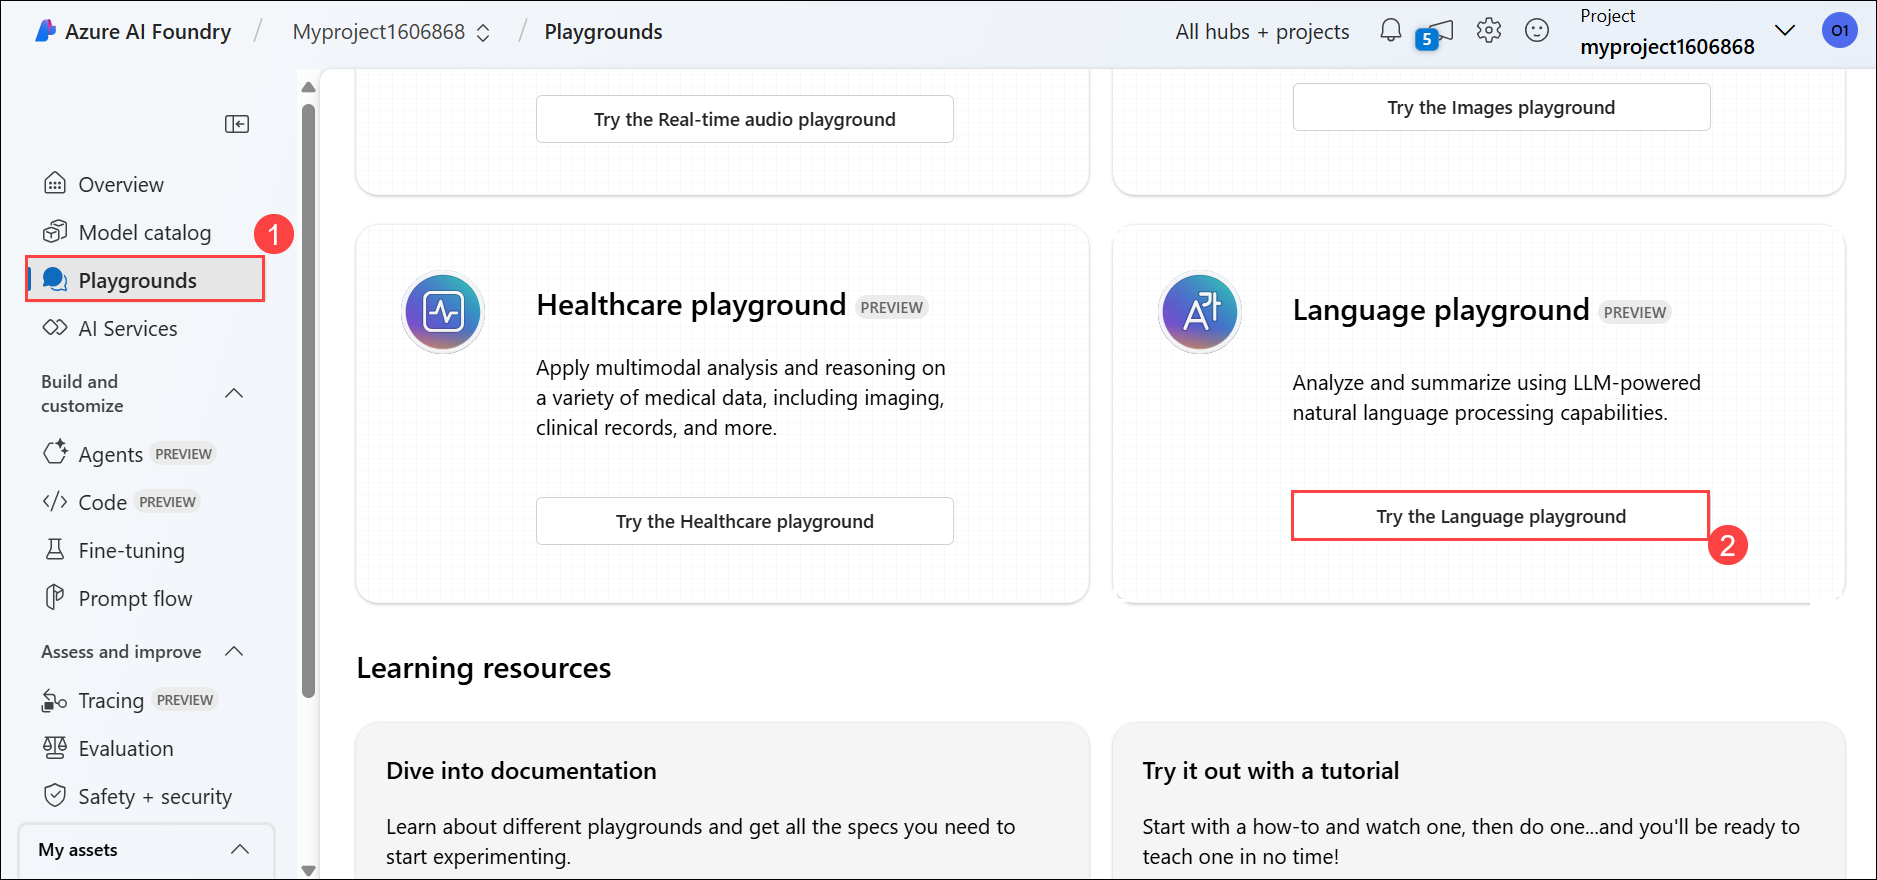 Azure AI Foundry / Myproject1606868 / Playgrounds
All hubs + projects
5
Project
myproject1606868
O1
Overview
Model catalog
1
Playgrounds
AI Services
Build and
customize
Agents PREVIEW
Code PREVIEW
Fine-tuning
Prompt flow
Assess and improve
Tracing PREVIEW
Evaluation
Safety + security
My assets
Try the Real-time audio playground
Try the Images playground
Healthcare playground PREVIEW
Apply multimodal analysis and reasoning on
a variety of medical data, including imaging,
clinical records, and more.
Try the Healthcare playground
A가
Language playground PREVIEW
Analyze and summarize using LLM-powered
natural language processing capabilities.
Try the Language playground
2
Learning resources
Dive into documentation
Learn about different playgrounds and get all the specs you need to
start experimenting.
Try it out with a tutorial
Start with a how-to and watch one, then do one...and you'll be ready to
teach one in no time!